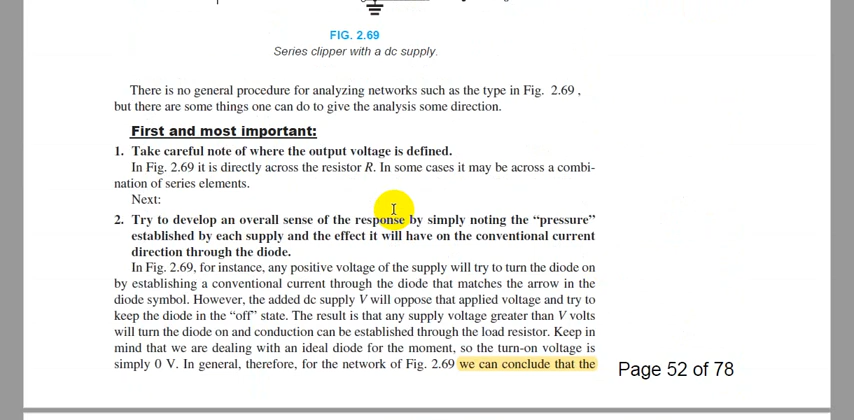 FIG. 2.69
Series clipper with a dc supply.
There is no general procedure for analyzing networks such as the type in Fig. 2.69 ,
but there are some things one can do to give the analysis some direction.
First and most important:
1. Take careful note of where the output voltage is defined.
In Fig. 2.69 it is directly across the resistor R. In some cases it may be across a combi-
nation of series elements.
Next:
2. Try to develop an overall sense of the response by simply noting the “pressure”
established by each supply and the effect it will have on the conventional current
direction through the diode.
In Fig. 2.69, for instance, any positive voltage of the supply will try to turn the diode on
by establishing a conventional current through the diode that matches the arrow in the
diode symbol. However, the added dc supply V will oppose that applied voltage and try to
keep the diode in the “off” state. The result is that any supply voltage greater than V volts
will turn the diode on and conduction can be established through the load resistor. Keep in
mind that we are dealing with an ideal diode for the moment, so the turn-on voltage is
simply 0 V. In general, therefore, for the network of Fig. 2.69 we can conclude that the
Page 52 of 78